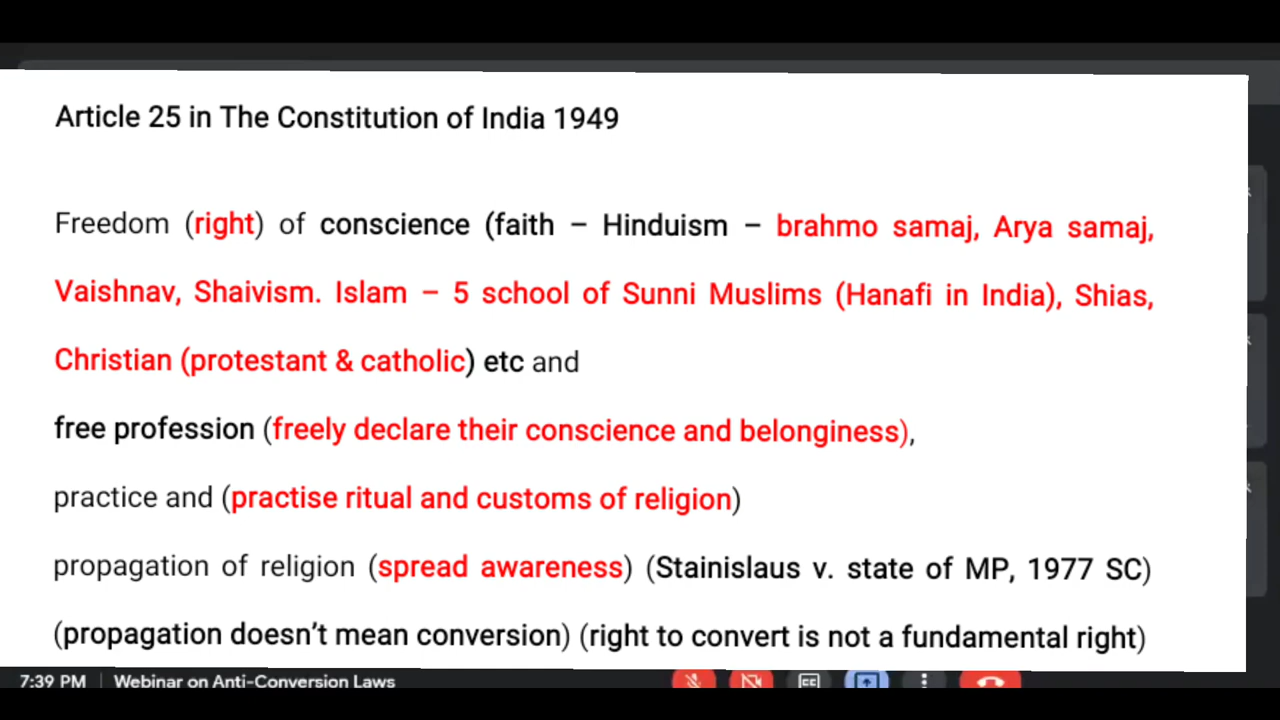 Article 25 in The Constitution of India 1949
Freedom (right) of conscience (faith – Hinduism – brahmo samaj, Arya samaj,
Vaishnav, Shaivism. Islam – 5 school of Sunni Muslims (Hanafi in India), Shias,
Christian (protestant & catholic) etc and
free profession (freely declare their conscience and belonginess),
practice and (practise ritual and customs of religion)
propagation of religion (spread awareness) (Stainislaus v. state of MP, 1977 SC)
(propagation doesn’t mean conversion) (right to convert is not a fundamental right)
7:39 PM | Webinar on Anti-Conversion Laws
CC